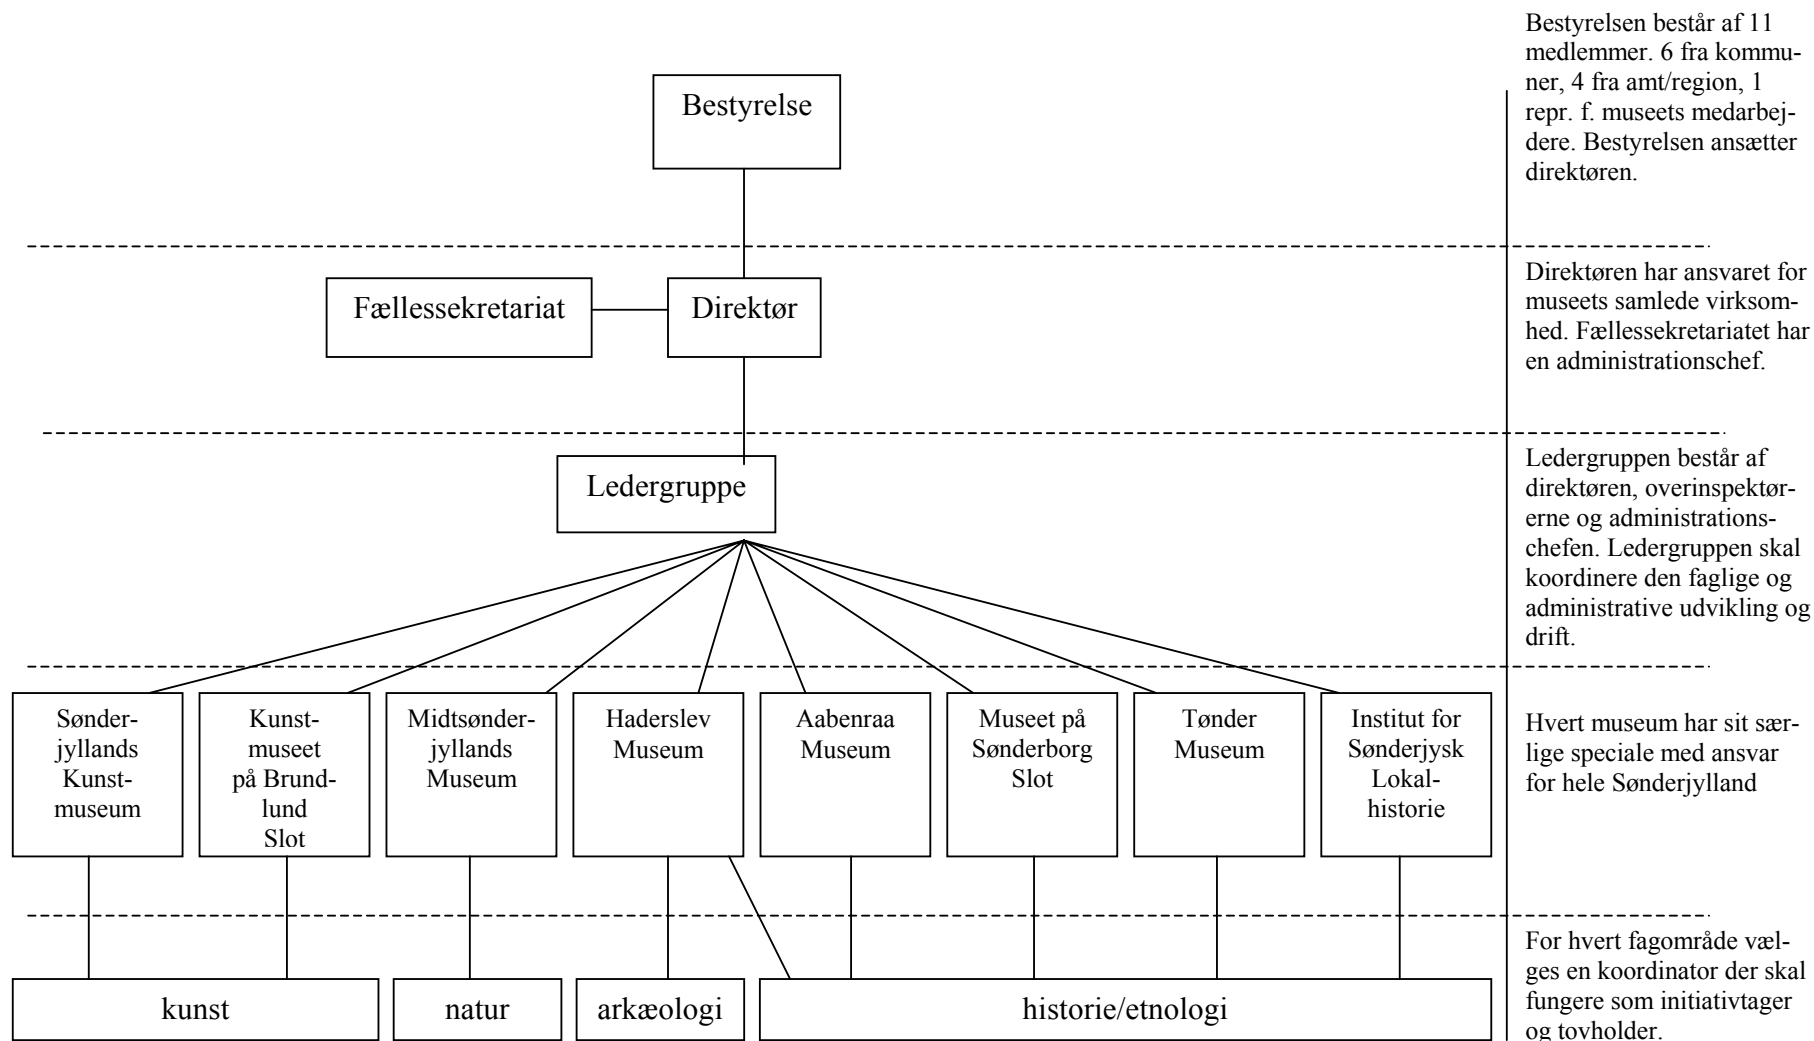 Bestyrelse
Bestyrelsen består af 11
medlemmer. 6 fra kommu-
ner, 4 fra amt/region, 1
repr. f. museets medarbej-
dere. Bestyrelsen ansætter
direktøren.
Fællessekretariat
Direktør
Direktøren har ansvaret for
museets samlede virksom-
hed. Fællessekretariatet har
en administrationschef.
Ledergruppe
Ledergruppen består af
direktøren, overinspektør-
erne og administrations-
chefen. Ledergruppen skal
koordinere den faglige og
administrative udvikling og
drift.
Sønder-
jyllands
Kunst-
museum
Kunst-
museet
på Brund-
lund
Slot
Midtsønder-
jyllands
Museum
Haderslev
Museum
Aabenraa
Museum
Museet på
Sønderborg
Slot
Tønder
Museum
Institut for
Sønderjysk
Lokal-
historie
Hvert museum har sit sær-
lige speciale med ansvar
for hele Sønderjylland
kunst
natur
arkæologi
historie/etnologi
For hvert fagområde væl-
ges en koordinator der skal
fungere som initiativtager
og tovholder.